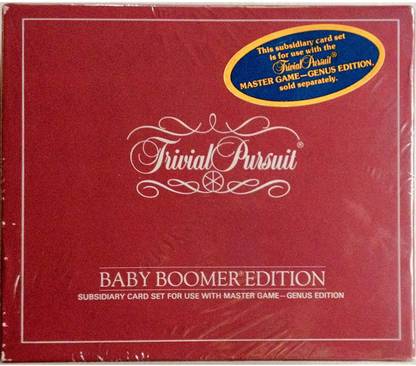 This subsidiary card set
is for use with the
Trivial Pursuit®
MASTER GAME—GENUS EDITION,
sold separately.
Trivial Pursuit®
BABY BOOMER® EDITION
SUBSIDIARY CARD SET FOR USE WITH MASTER GAME—GENUS EDITION